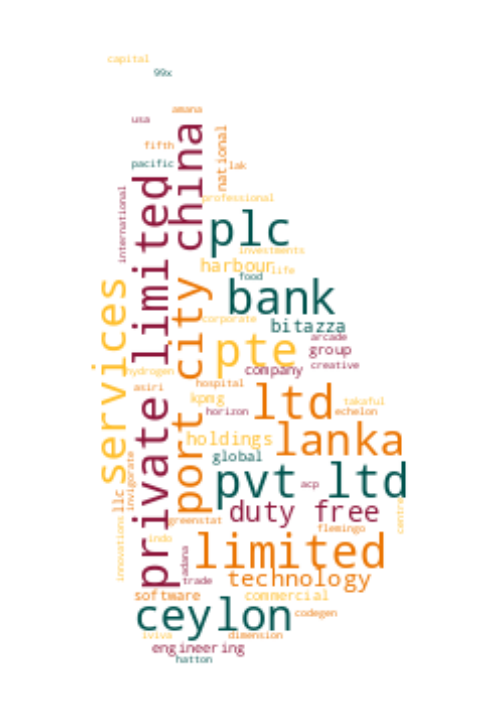 capital
99x
amana
usa
china
national
fifth
pacific
lak
private limited
international
professional
plc
investments
harbour
life
food
port city
services
bank
corporate
bitazza
arcade
pte
group
company
creative
hydrogen
hospital
asiri
kpmg
ltd
takaful
horizon
echelon
lanka
holdings
global
invigorate
pvt ltd
acp
llc
duty free
centre
innovations
greenstat
flemingo
indo
limited
adana
trade
technology
software
commercial
ceylon
codegen
iviva
dimension
engineering
hatton